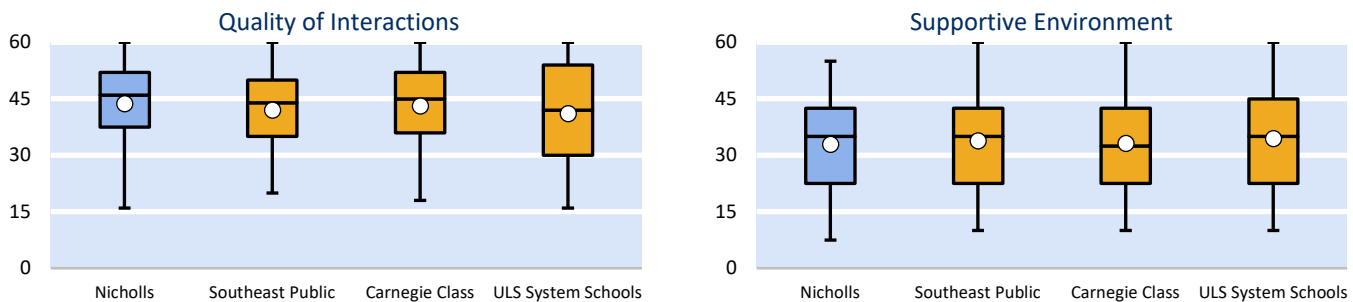 Quality of Interactions
60
45
30
15
0
Nicholls Southeast Public Carnegie Class ULS System Schools
Supportive Environment
60
45
30
15
0
Nicholls Southeast Public Carnegie Class ULS System Schools